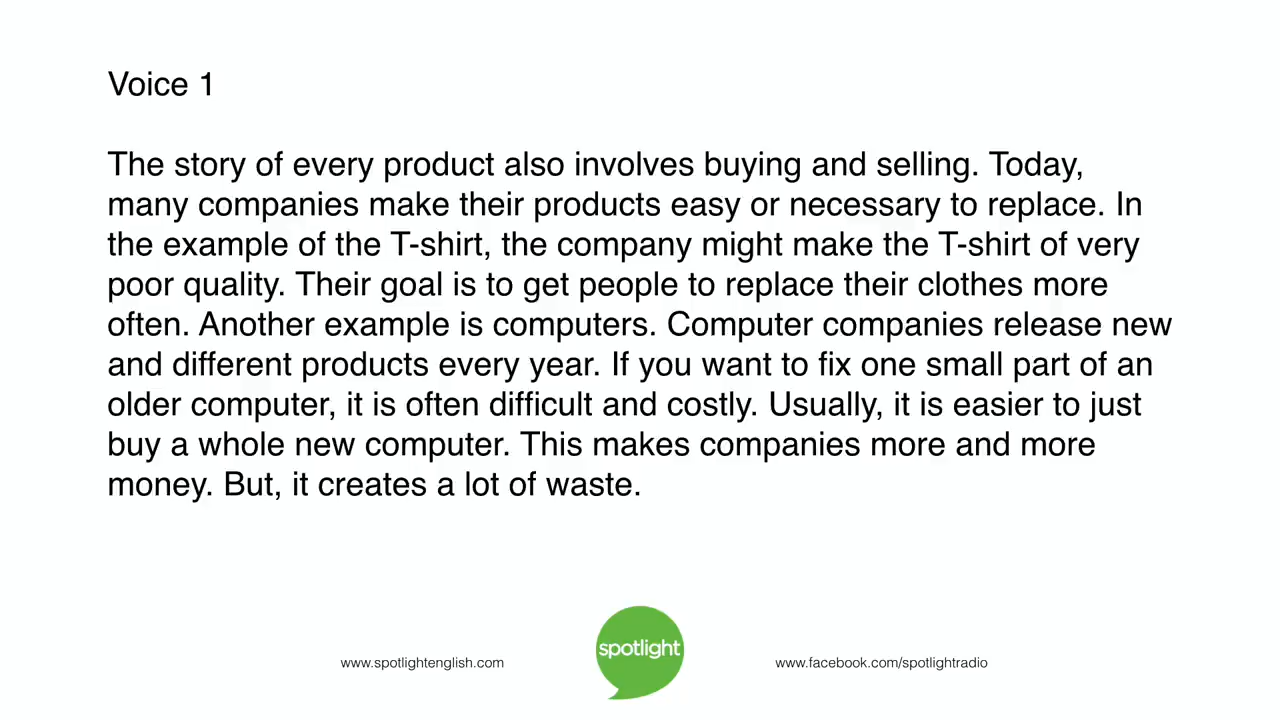 Voice 1
The story of every product also involves buying and selling. Today,
many companies make their products easy or necessary to replace. In
the example of the T-shirt, the company might make the T-shirt of very
poor quality. Their goal is to get people to replace their clothes more
often. Another example is computers. Computer companies release new
and different products every year. If you want to fix one small part of an
older computer, it is often difficult and costly. Usually, it is easier to just
buy a whole new computer. This makes companies more and more
money. But, it creates a lot of waste.
spotlight
www.spotlightenglish.com
www.facebook.com/spotlightradio